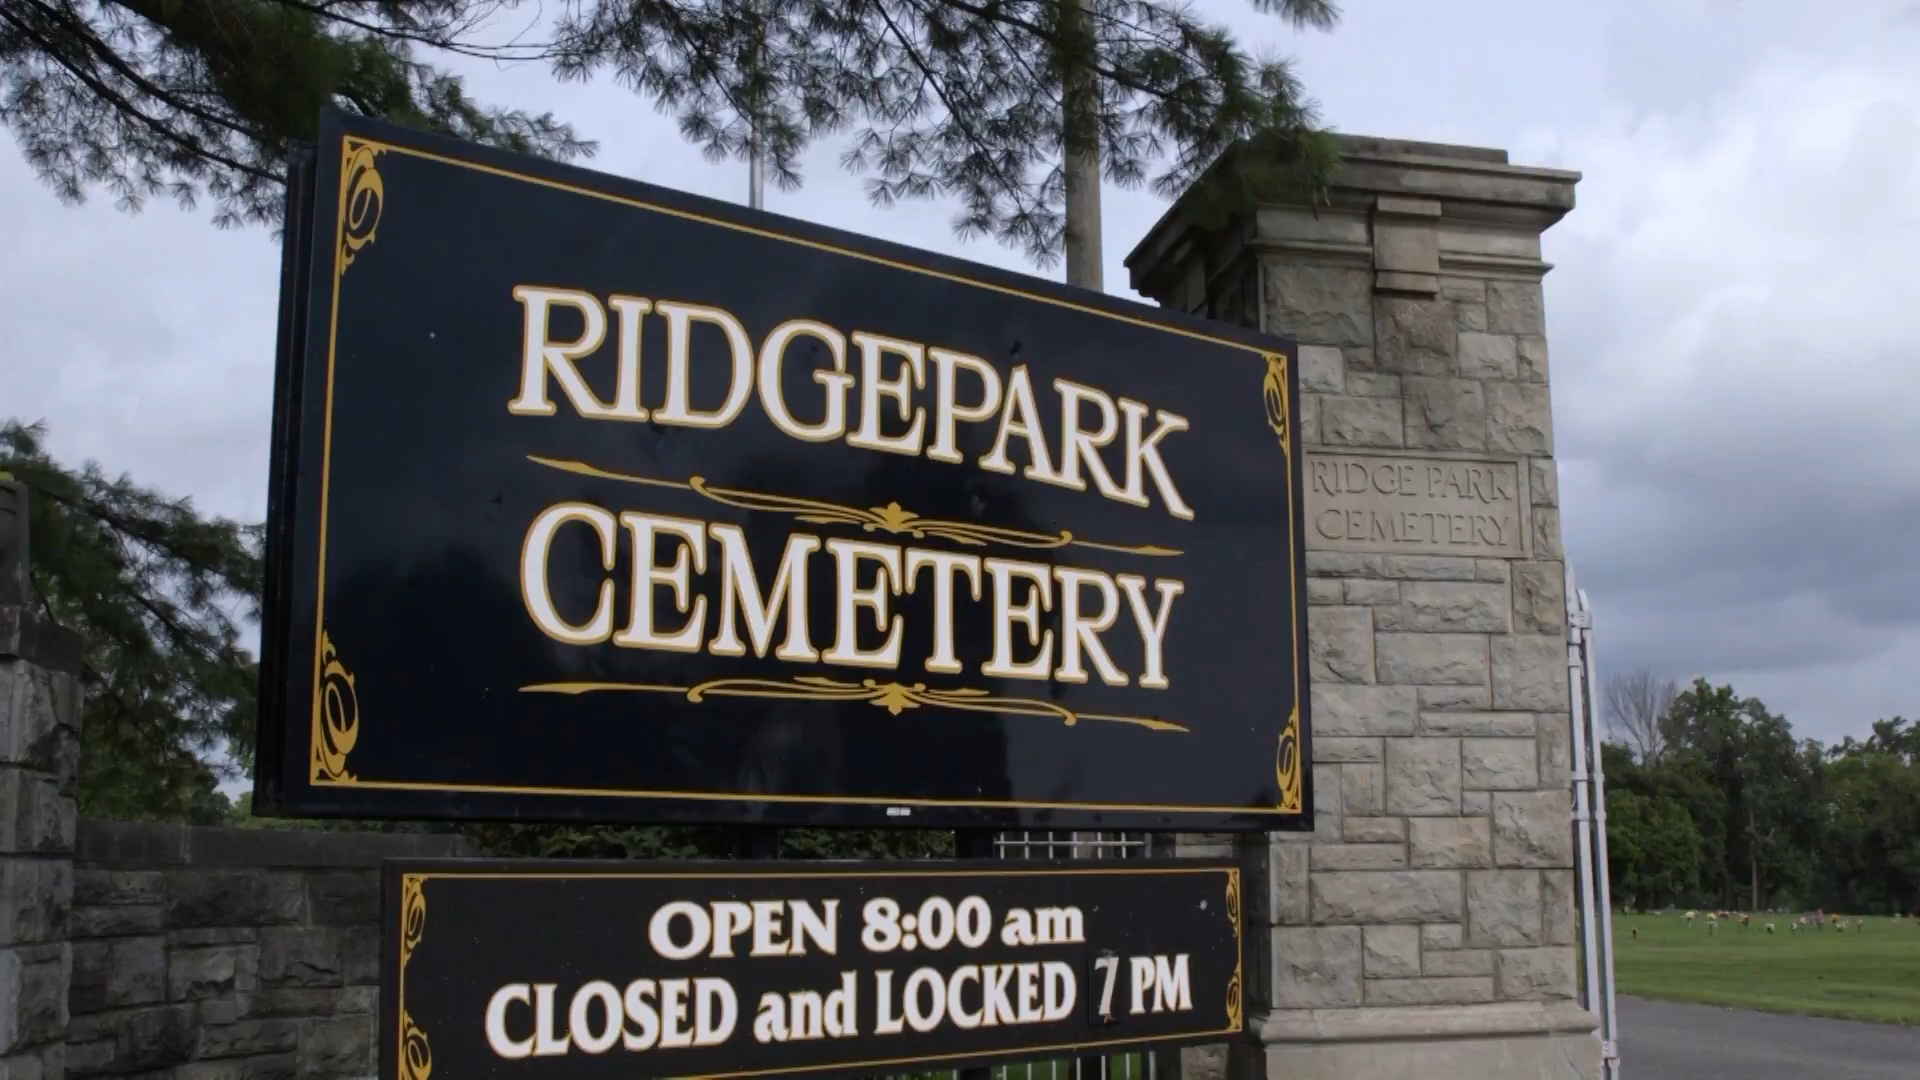 RIDGEPARK
CEMETERY
RIDGE PARK
CEMETERY
OPEN 8:00 am
CLOSED and LOCKED 7 PM